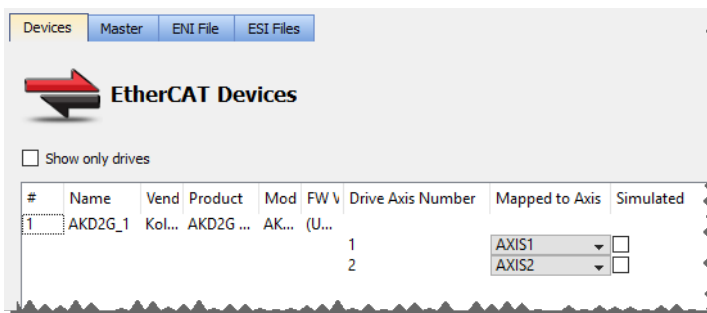 Devices Master ENI File ESI Files
EtherCAT Devices
Show only drives
# Name Vend Product Mod FW V Drive Axis Number Mapped to Axis Simulated
1 AKD2G_1 Kol... AKD2G ... AK... (U...
1 AXIS1
2 AXIS2